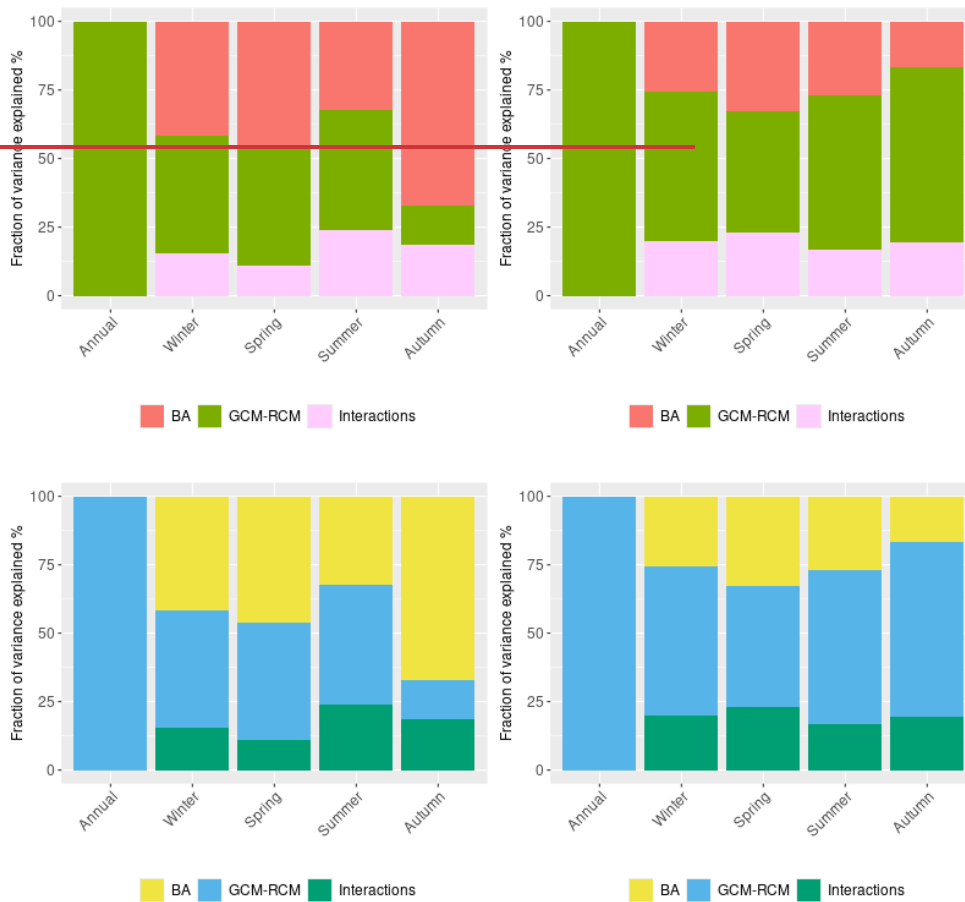 Fraction of variance explained %
100
75
50
25
0
Annual
Winter
Spring
Summer
Autumn
BA
GCM-RCM
Interactions
Fraction of variance explained %
100
75
50
25
0
Annual
Winter
Spring
Summer
Autumn
BA
GCM-RCM
Interactions
Fraction of variance explained %
100
75
50
25
0
Annual
Winter
Spring
Summer
Autumn
BA
GCM-RCM
Interactions
Fraction of variance explained %
100
75
50
25
0
Annual
Winter
Spring
Summer
Autumn
BA
GCM-RCM
Interactions